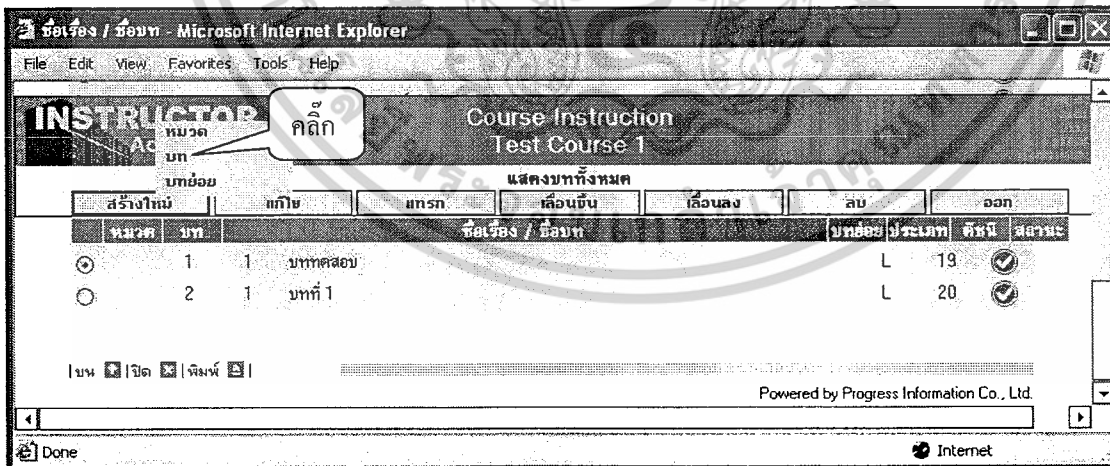 ชื่อเรื่อง / ชื่อบท - Microsoft Internet Explorer
File Edit View Favorites Tools Help
INSTRUCTOR
คลิ๊ก
Course Instruction
Test Course 1
หมวด
บท
บทย่อย
แสดงบททั้งหมด
สร้างใหม่ แก้ไข แทรก เลื่อนขึ้น เลื่อนลง ลบ ออก
หมวด บท ชื่อเรื่อง / ชื่อบท บทย่อย ประเภท ดัชนี สถานะ
1 1 บททดสอบ L 19
2 1 บทที่ 1 L 20
|บน |ปิด |พิมพ์ |
Powered by Progress Information Co., Ltd.
Done Internet